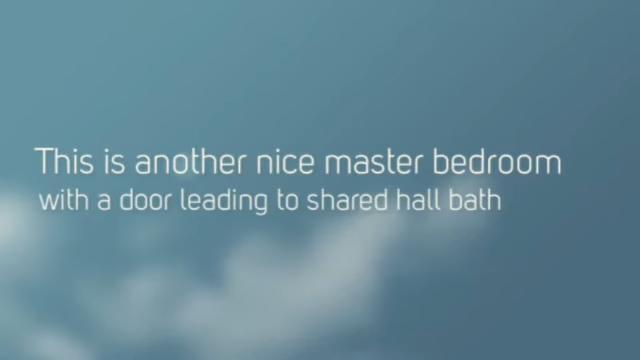 This is another nice master bedroom
with a door leading to shared hall bath